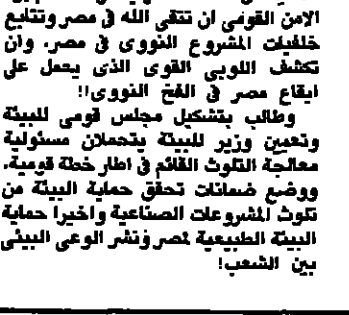 الامن القومى ان تتقى الله فى مصر وتتابع
خلفيات المشروع النووى فى مصر. وان
تكشف اللوبى القوى الذى يعمل على
ايقاع مصر فى الفخ النووى!!
وطالب بتشكيل مجلس قومى للبيئة
وتعيين وزير للبيئة يتحملان مسئولية
معالجة التلوث القائم فى اطار خطة قومية.
ووضع ضمانات تحقق حماية البيئة من
تلوث المشروعات الصناعية واخيرا حماية
البيئة الطبيعية لمصر ونشر الوعى البيئى
بين الشعب!